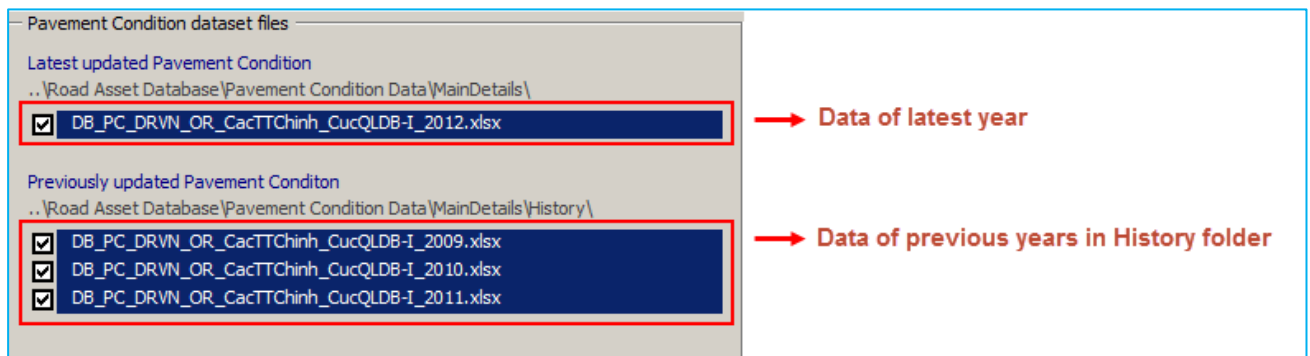 Pavement Condition dataset files
Latest updated Pavement Condition
..\Road Asset Database\Pavement Condition Data\MainDetails\
DB_PC_DRVN_OR_CacTTChinh_CucQLDB-I_2012.xlsx
Data of latest year
Previously updated Pavement Conditon
..\Road Asset Database\Pavement Condition Data\MainDetails\History\
DB_PC_DRVN_OR_CacTTChinh_CucQLDB-I_2009.xlsx
DB_PC_DRVN_OR_CacTTChinh_CucQLDB-I_2010.xlsx
DB_PC_DRVN_OR_CacTTChinh_CucQLDB-I_2011.xlsx
Data of previous years in History folder